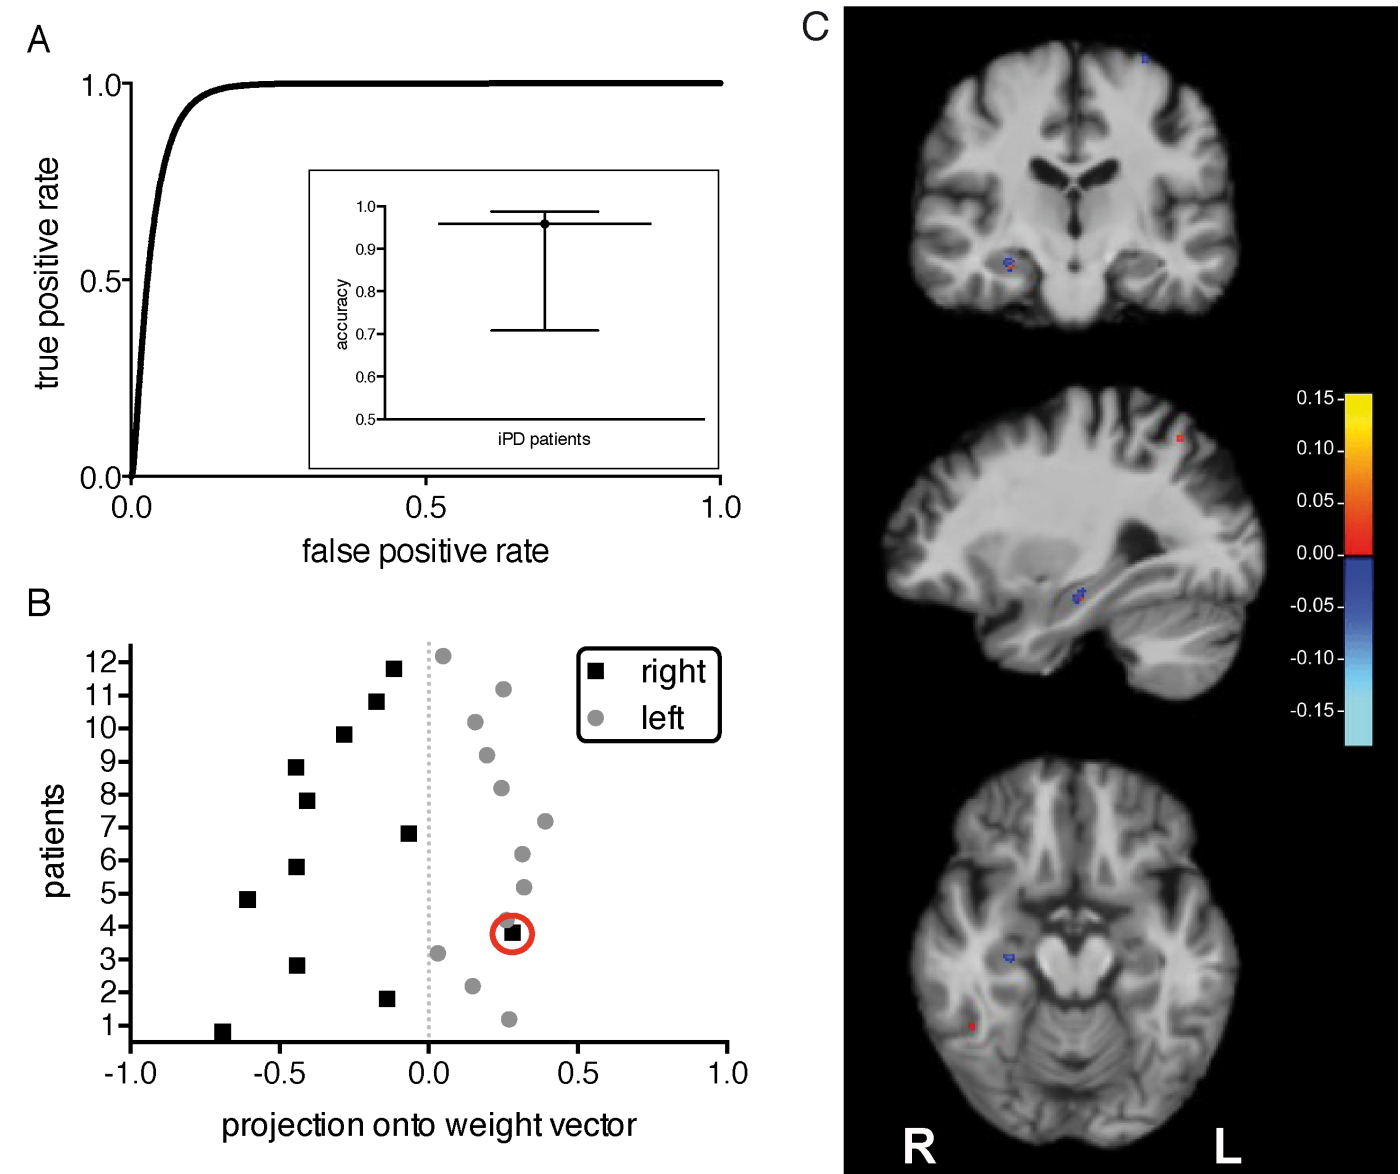 A
true positive rate
1.0
0.5
0.0
0.0 0.5 1.0
false positive rate
accuracy
1.0
0.9
0.8
0.7
0.6
0.5
iPD patients
B
patients
12
11
10
9
8
7
6
5
4
3
2
1
-1.0 -0.5 0.0 0.5 1.0
projection onto weight vector
right
left
C
0.15
0.10
0.05
0.00
-0.05
-0.10
-0.15
R L